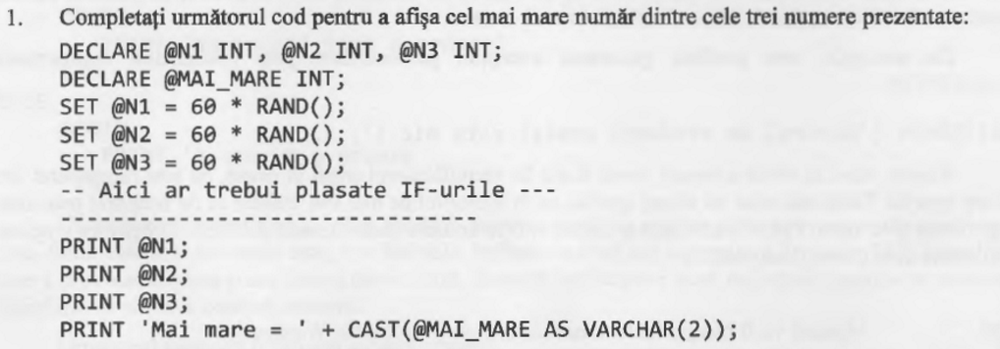 1. Completați următorul cod pentru a afișa cel mai mare număr dintre cele trei numere prezentate:
DECLARE @N1 INT, @N2 INT, @N3 INT;
DECLARE @MAI_MARE INT;
SET @N1 = 60 * RAND();
SET @N2 = 60 * RAND();
SET @N3 = 60 * RAND();
---Aici ar trebui plasate IF-urile ----
PRINT @N1;
PRINT @N2;
PRINT @N3;
PRINT 'Mai mare = '+ CAST(@MAI_MARE AS VARCHAR(2));